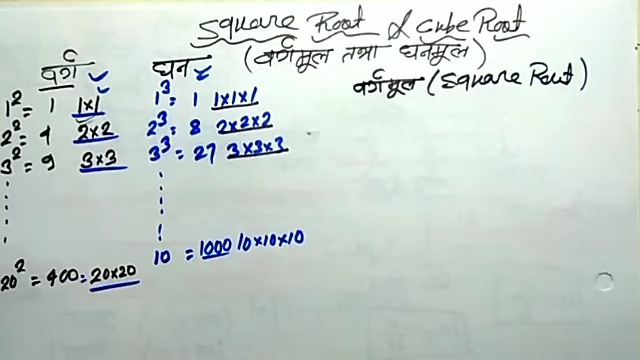 Square Root & Cube Root
(वर्गमूल तथा घनमूल)
वर्गमूल (Square Root)
वर्ग
1² = 1 1×1
2² = 4 2×2
3² = 9 3×3
20² = 400 = 20×20
घन
1³ = 1 1×1×1
2³ = 8 2×2×2
3³ = 27 3×3×3
10 = 1000 10×10×10